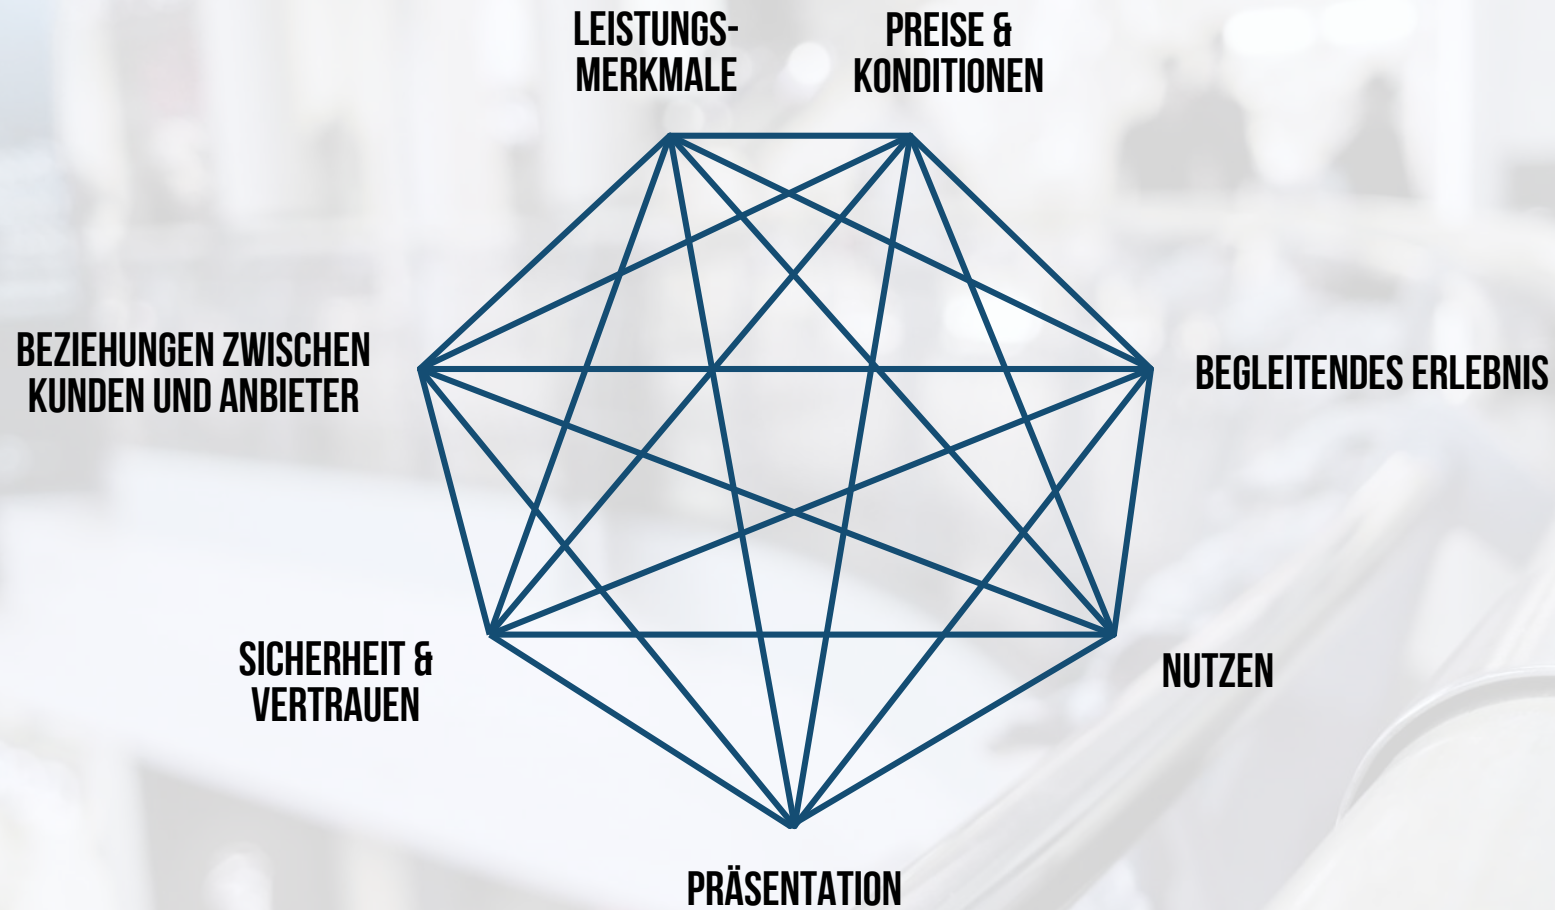 LEISTUNGS-
MERKMALE
PREISE &
KONDITIONEN
BEZIEHUNGEN ZWISCHEN
KUNDEN UND ANBIETER
BEGLEITENDES ERLEBNIS
SICHERHEIT &
VERTRAUEN
NUTZEN
PRÄSENTATION